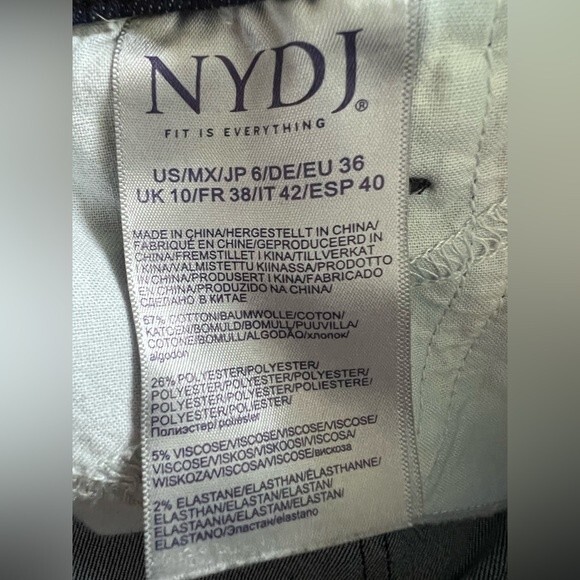 NYDJ®
FIT IS EVERYTHING
US/MX/JP 6/DE/EU 36
UK 10/FR 38/IT 42/ESP 40
MADE IN CHINA/HERGESTELLT IN CHINA/
FABRIQUÉ EN CHINE/GEPRODUCEERD IN
CHINA/FREMSTILLET I KINA/TILLVERKAT
I KINA/VALMISTETTU KIINASSA/PRODOTTO
IN CHINA/PRODUSERT I KINA/FABRICADO
EN CHINA/PRODUZIDO NA CHINA/
СДЕЛАНО В КИТАЕ
67% COTTON/BAUMWOLLE/COTON/
KATOEN/BOMULD/BOMULL/PUUVILLA/
COTONE/BOMULL/ALGODÃO/хлопок/
algodón
26% POLYESTER/POLYESTER/
POLYESTER/POLYESTER/POLYESTER/
POLYESTER/POLYESTERI/POLIESTERE/
POLYESTER/POLIÉSTER/
Полиэстер/poliéster
5% VISCOSE/VISCOSE/VISCOSE/VISCOSE/
VISCOSE/VISKOS/VISKOOSI/VISCOSA/
WISKOZA/VISCOSA/VISCOSE/вискоза
2% ELASTANE/ELASTHAN/ÉLASTHANNE/
ELASTHAN/ELASTAN/ELASTAN/
ELASTAANIA/ELASTAM/ELASTAN/
ELASTANO/Эластан/elastano